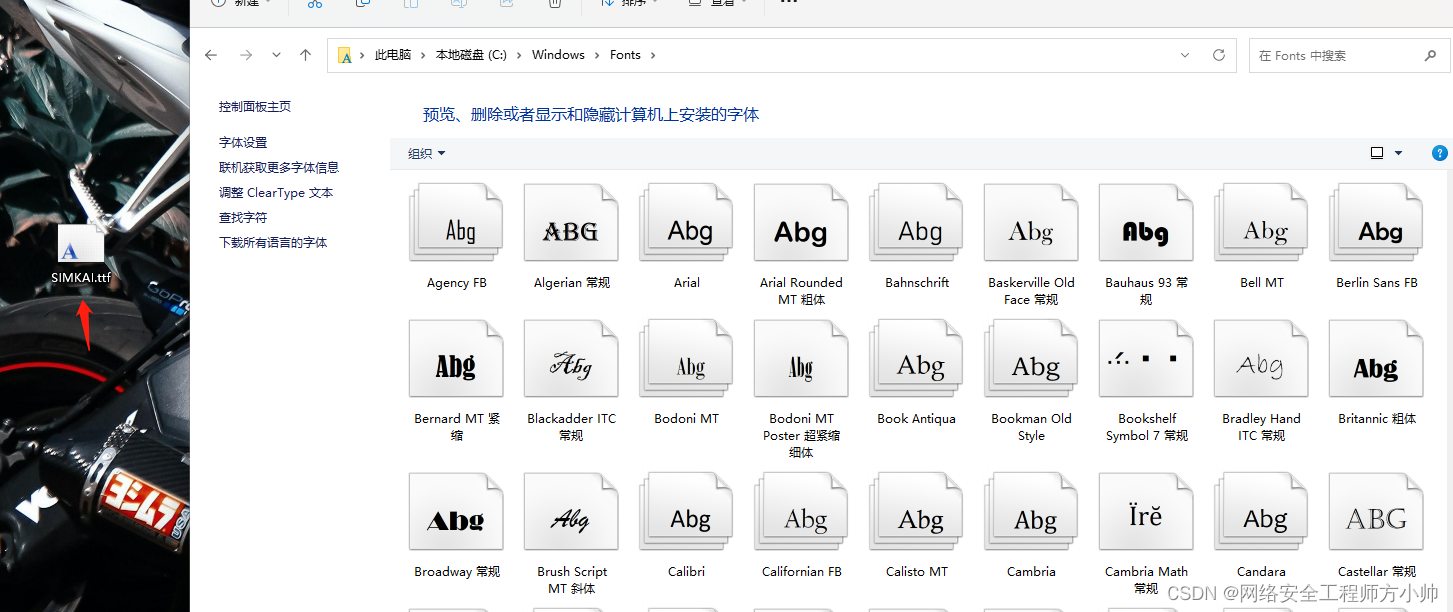 新建
排序
查看
此电脑
本地磁盘 (C:)
Windows
Fonts
在 Fonts 中搜索
控制面板主页
字体设置
联机获取更多字体信息
调整 ClearType 文本
查找字符
下载所有语言的字体
预览、删除或者显示和隐藏计算机上安装的字体
组织
?
A
SIMKAI.ttf
GoPro
ヨシムラ
USA
Abg
ABG
Abg
Abg
Abg
Abg
Abg
Abg
Abg
Agency FB
Algerian 常规
Arial
Arial Rounded
MT 粗体
Bahnschrift
Baskerville Old
Face 常规
Bauhaus 93 常
规
Bell MT
Berlin Sans FB
Abg
Abg
Abg
Abg
Abg
Abg
Abg
Abg
Bernard MT 紧
缩
Blackadder ITC
常规
Bodoni MT
Bodoni MT
Poster 超紧缩
细体
Book Antiqua
Bookman Old
Style
Bookshelf
Symbol 7 常规
Bradley Hand
ITC 常规
Britannic 粗体
Abg
Abg
Abg
Abg
Abg
Abg
Ïrĕ
Abg
ABG
Broadway 常规
Brush Script
MT 斜体
Calibri
Californian FB
Calisto MT
Cambria
Cambria Math
常规
Candara
Castellar 常规
CSDN @网络安全工程师方小帅